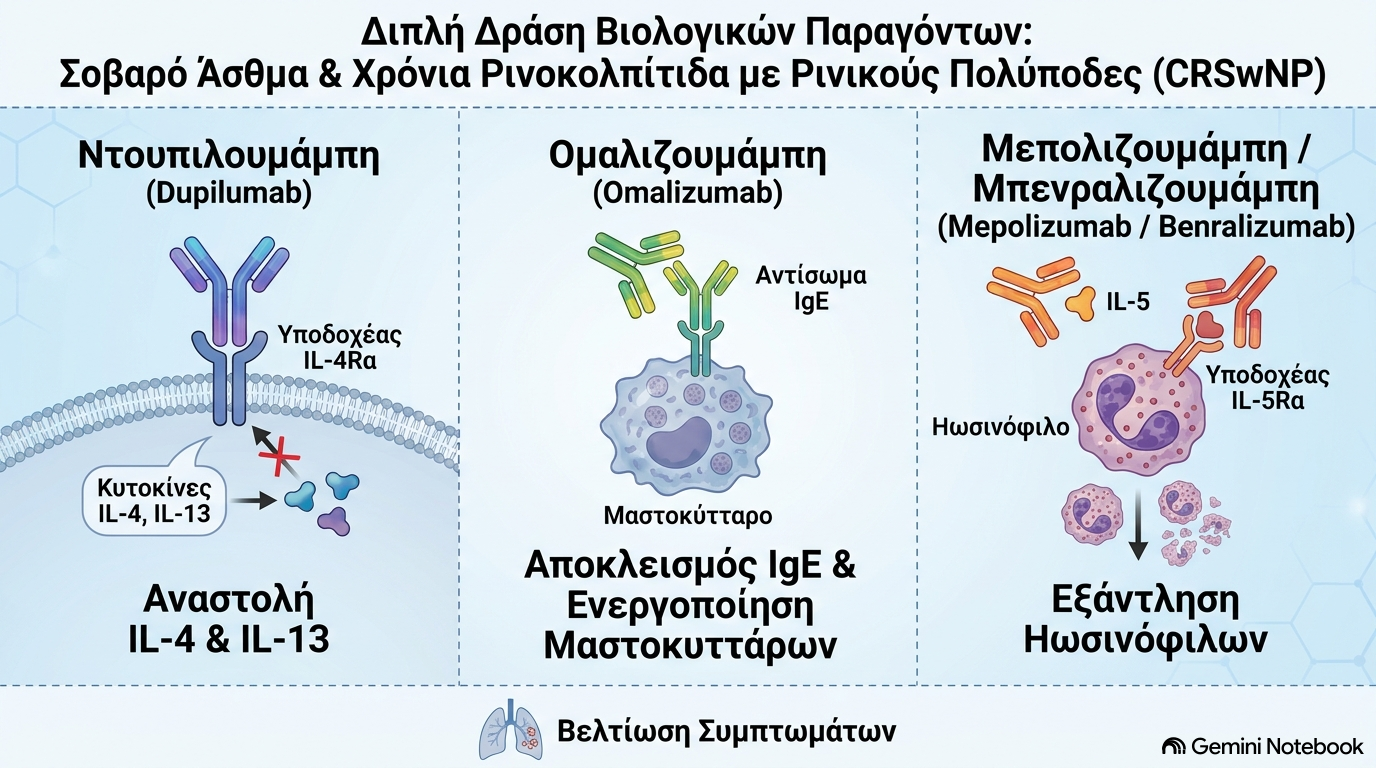 Διπλή Δράση Βιολογικών Παραγόντων:
Σοβαρό Άσθμα & Χρόνια Ρινοκολπίτιδα με Ρινικούς Πολύποδες (CRSwNP)
Ντουπιλουμάμπη
(Dupilumab)
Υποδοχέας
IL-4Rα
Κυτοκίνες
IL-4, IL-13
Αναστολή
IL-4 & IL-13
Ομαλιζουμάμπη
(Omalizumab)
Αντίσωμα
IgE
Μαστοκύτταρο
Αποκλεισμός IgE &
Ενεργοποίηση
Μαστοκυττάρων
Μεπολιζουμάμπη /
Μπενραλιζουμάμπη
(Mepolizumab / Benralizumab)
IL-5
Υποδοχέας
IL-5Rα
Ηωσινόφιλο
Εξάντληση
Ηωσινόφιλων
Βελτίωση Συμπτωμάτων
Gemini Notebook